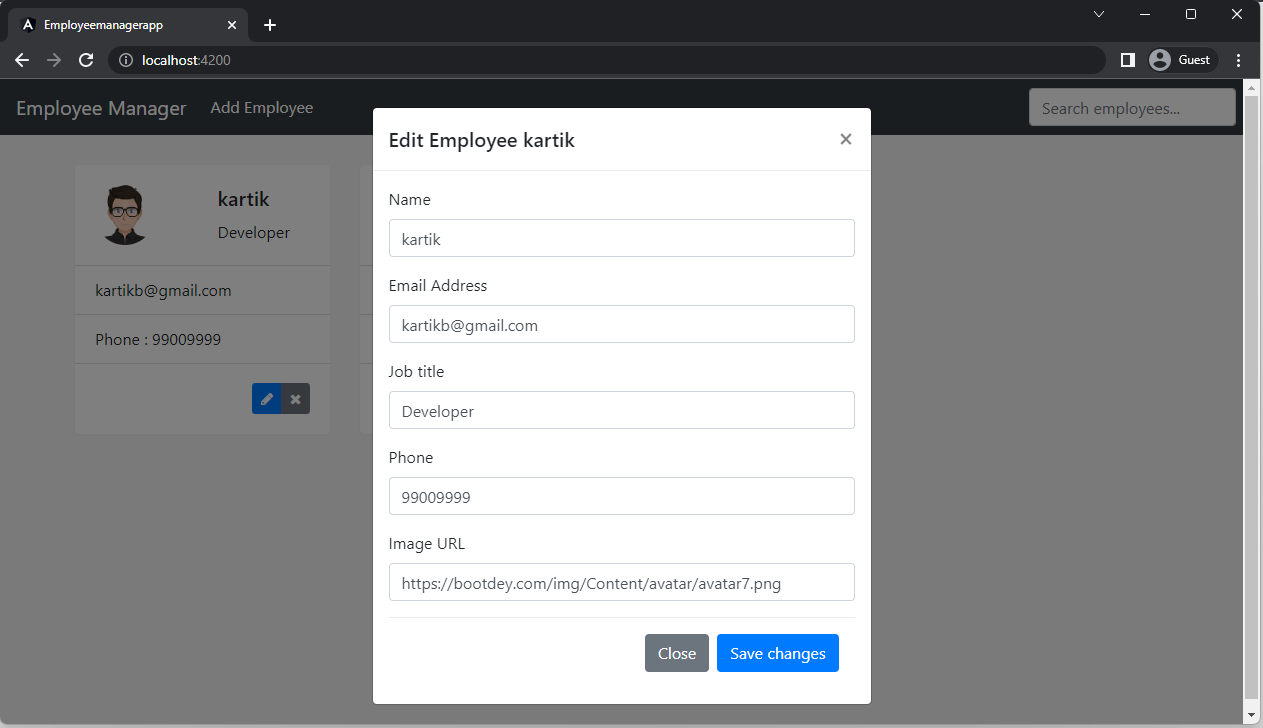 Employeemanagerapp
localhost:4200
Guest
Employee Manager
Add Employee
Search employees...
kartik
Developer
kartikb@gmail.com
Phone : 99009999
Edit Employee kartik
Name
kartik
Email Address
kartikb@gmail.com
Job title
Developer
Phone
99009999
Image URL
https://bootdey.com/img/Content/avatar/avatar7.png
Close
Save changes